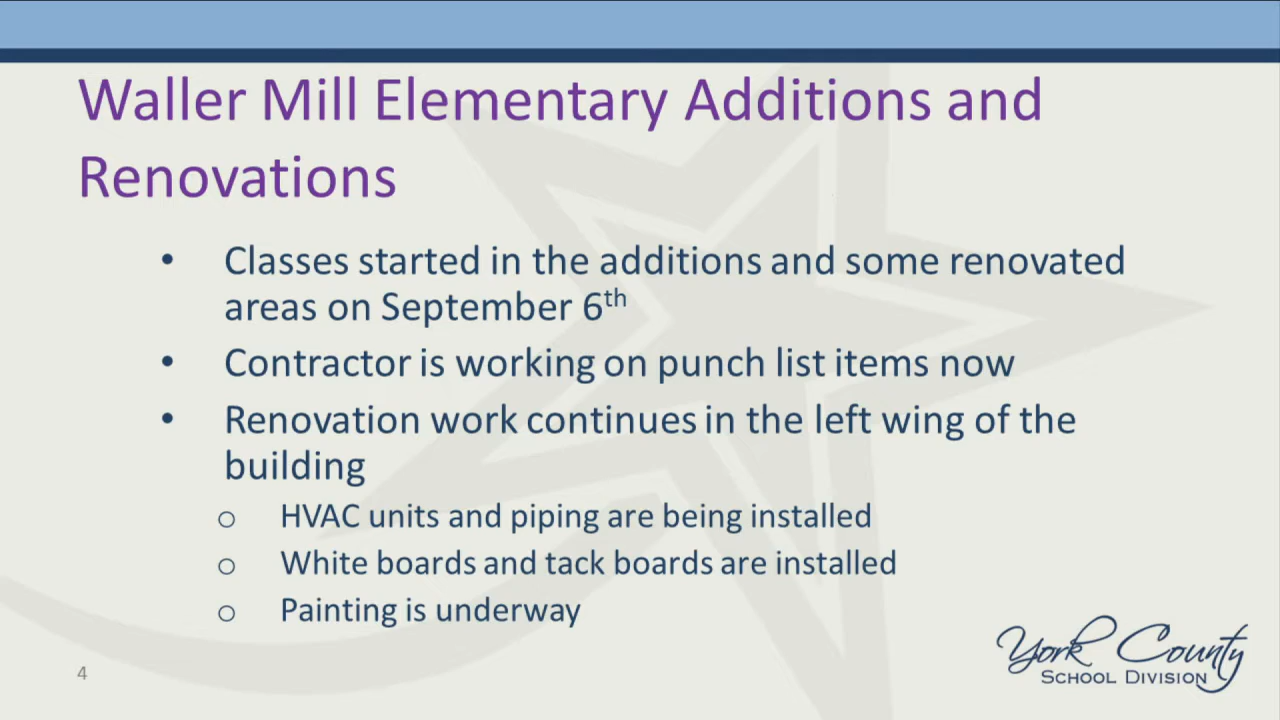 Waller Mill Elementary Additions and
Renovations
• Classes started in the additions and some renovated
areas on September 6th
• Contractor is working on punch list items now
• Renovation work continues in the left wing of the
building
o HVAC units and piping are being installed
o White boards and tack boards are installed
o Painting is underway
4
York County
SCHOOL DIVISION